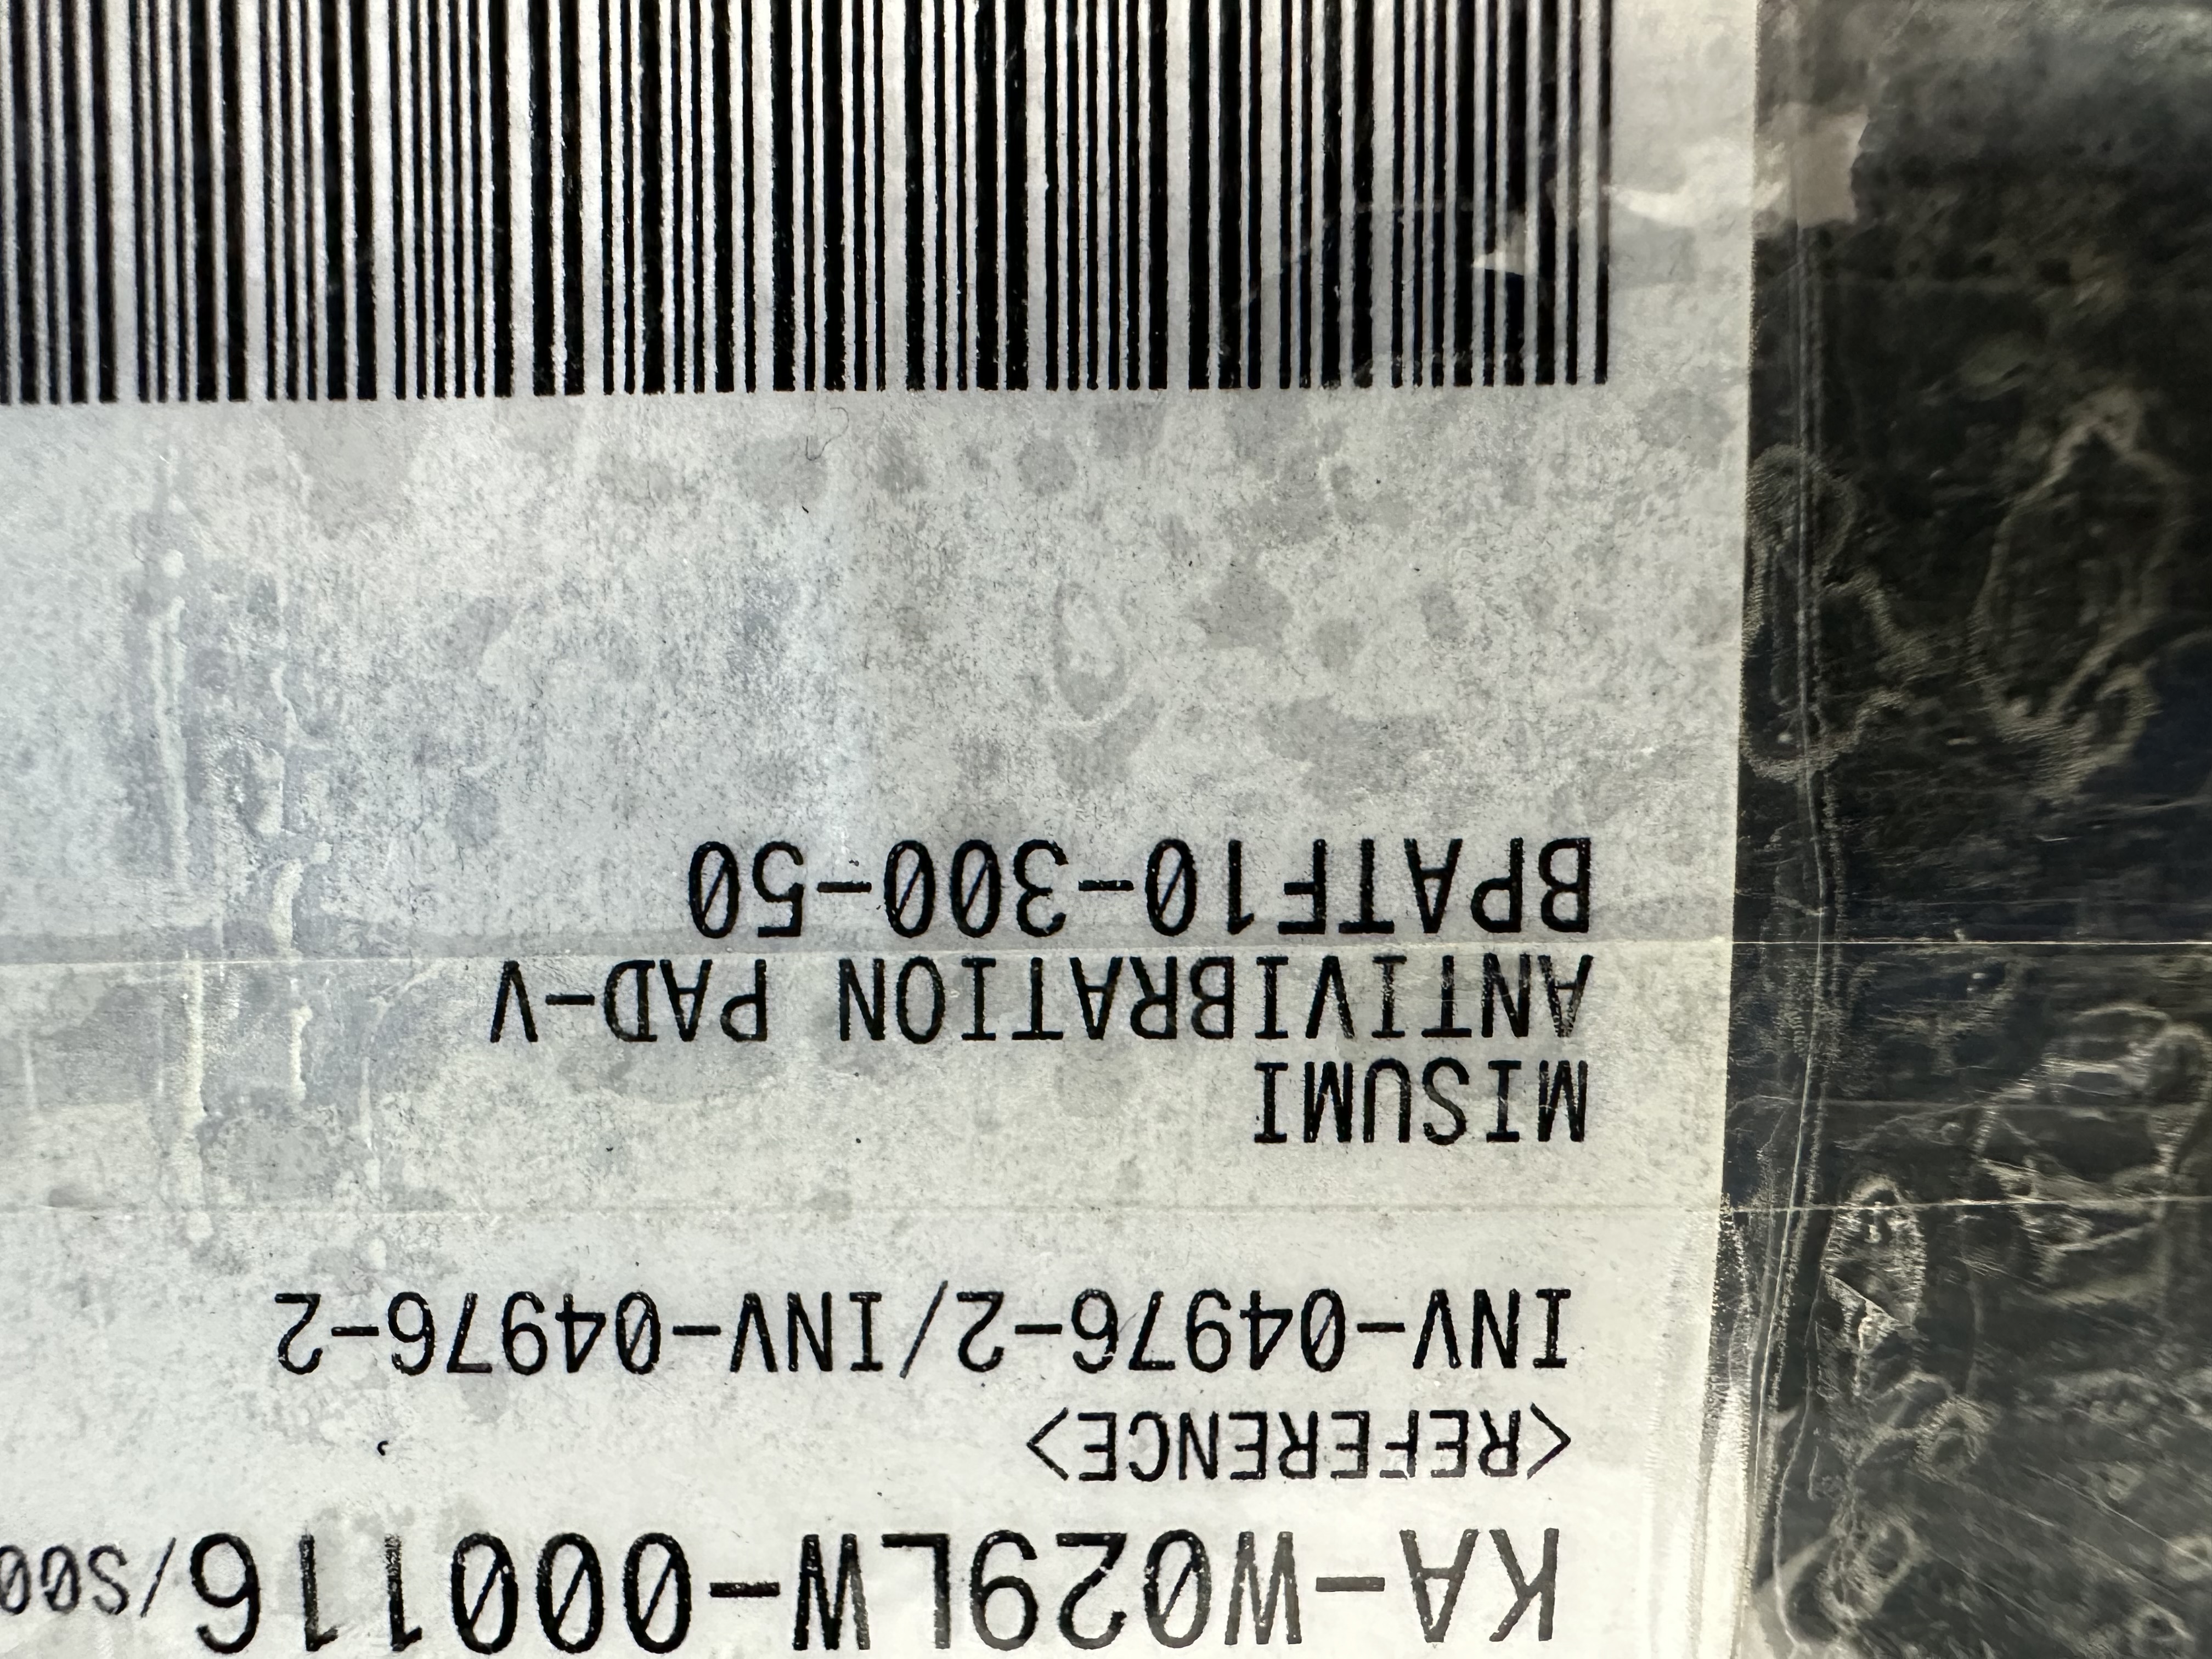 KA-W029LW-000116/S00
<REFERENCE>
INV-04976-2/INV-04976-2
MISUMI
ANTIVIBRATION PAD-V
BPATF10-300-50